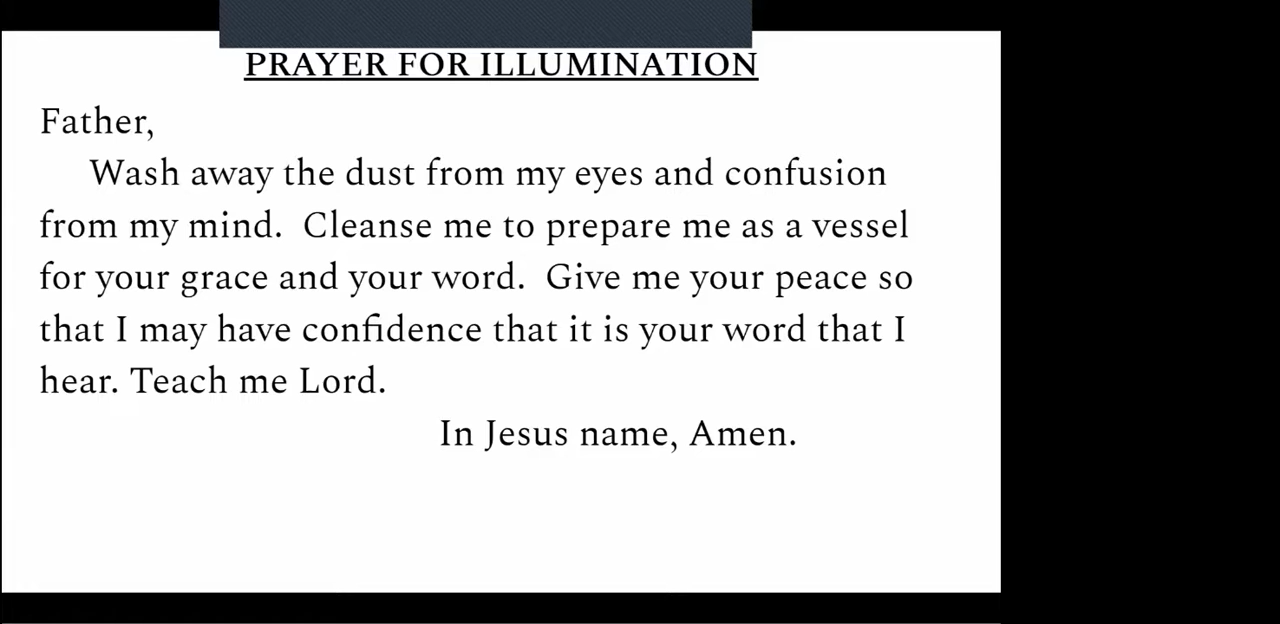 PRAYER FOR ILLUMINATION
Father,
Wash away the dust from my eyes and confusion
from my mind.  Cleanse me to prepare me as a vessel
for your grace and your word.  Give me your peace so
that I may have confidence that it is your word that I
hear. Teach me Lord.
In Jesus name, Amen.